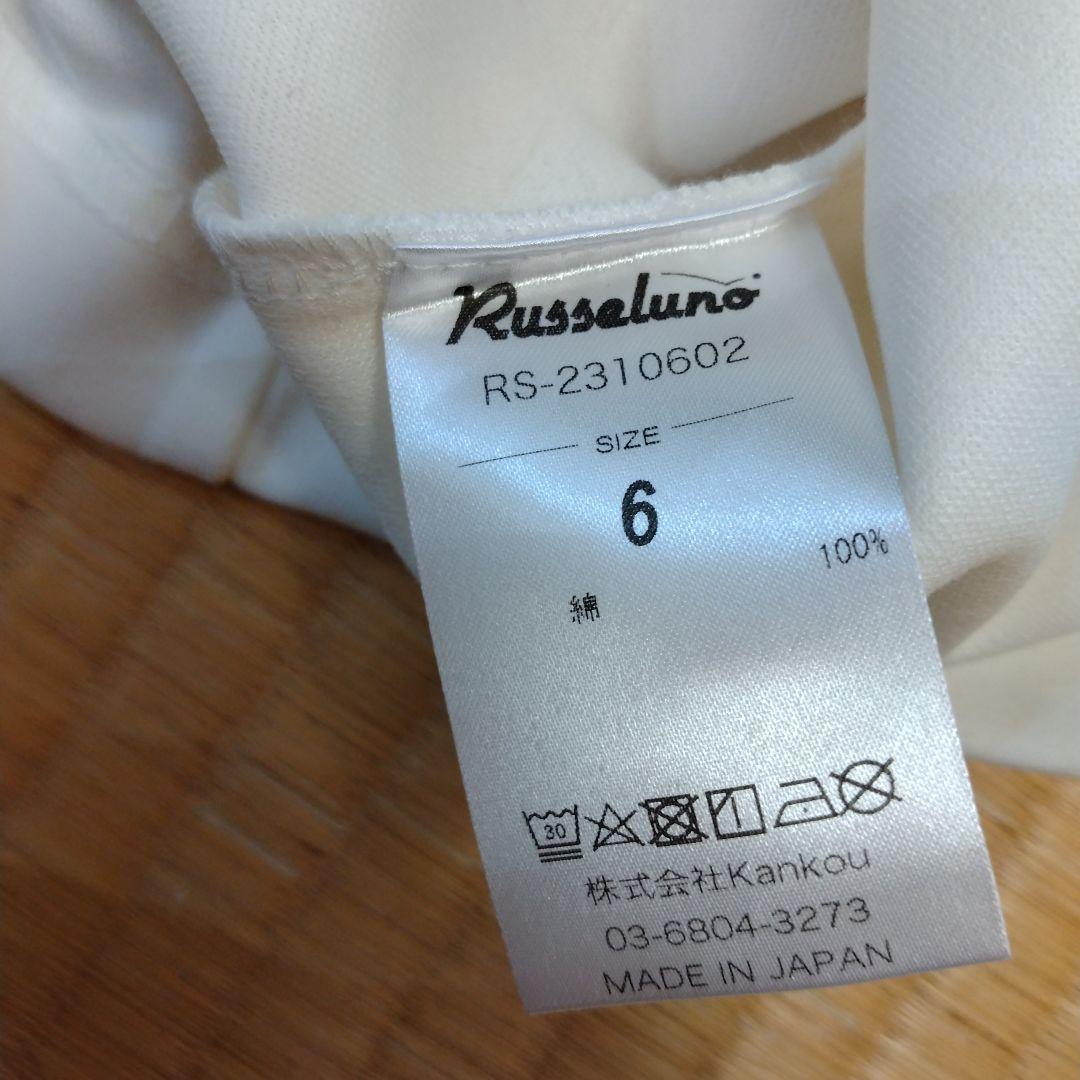 Russeluno
RS-2310602
SIZE
6
綿 100%
30
株式会社Kankou
03-6804-3273
MADE IN JAPAN